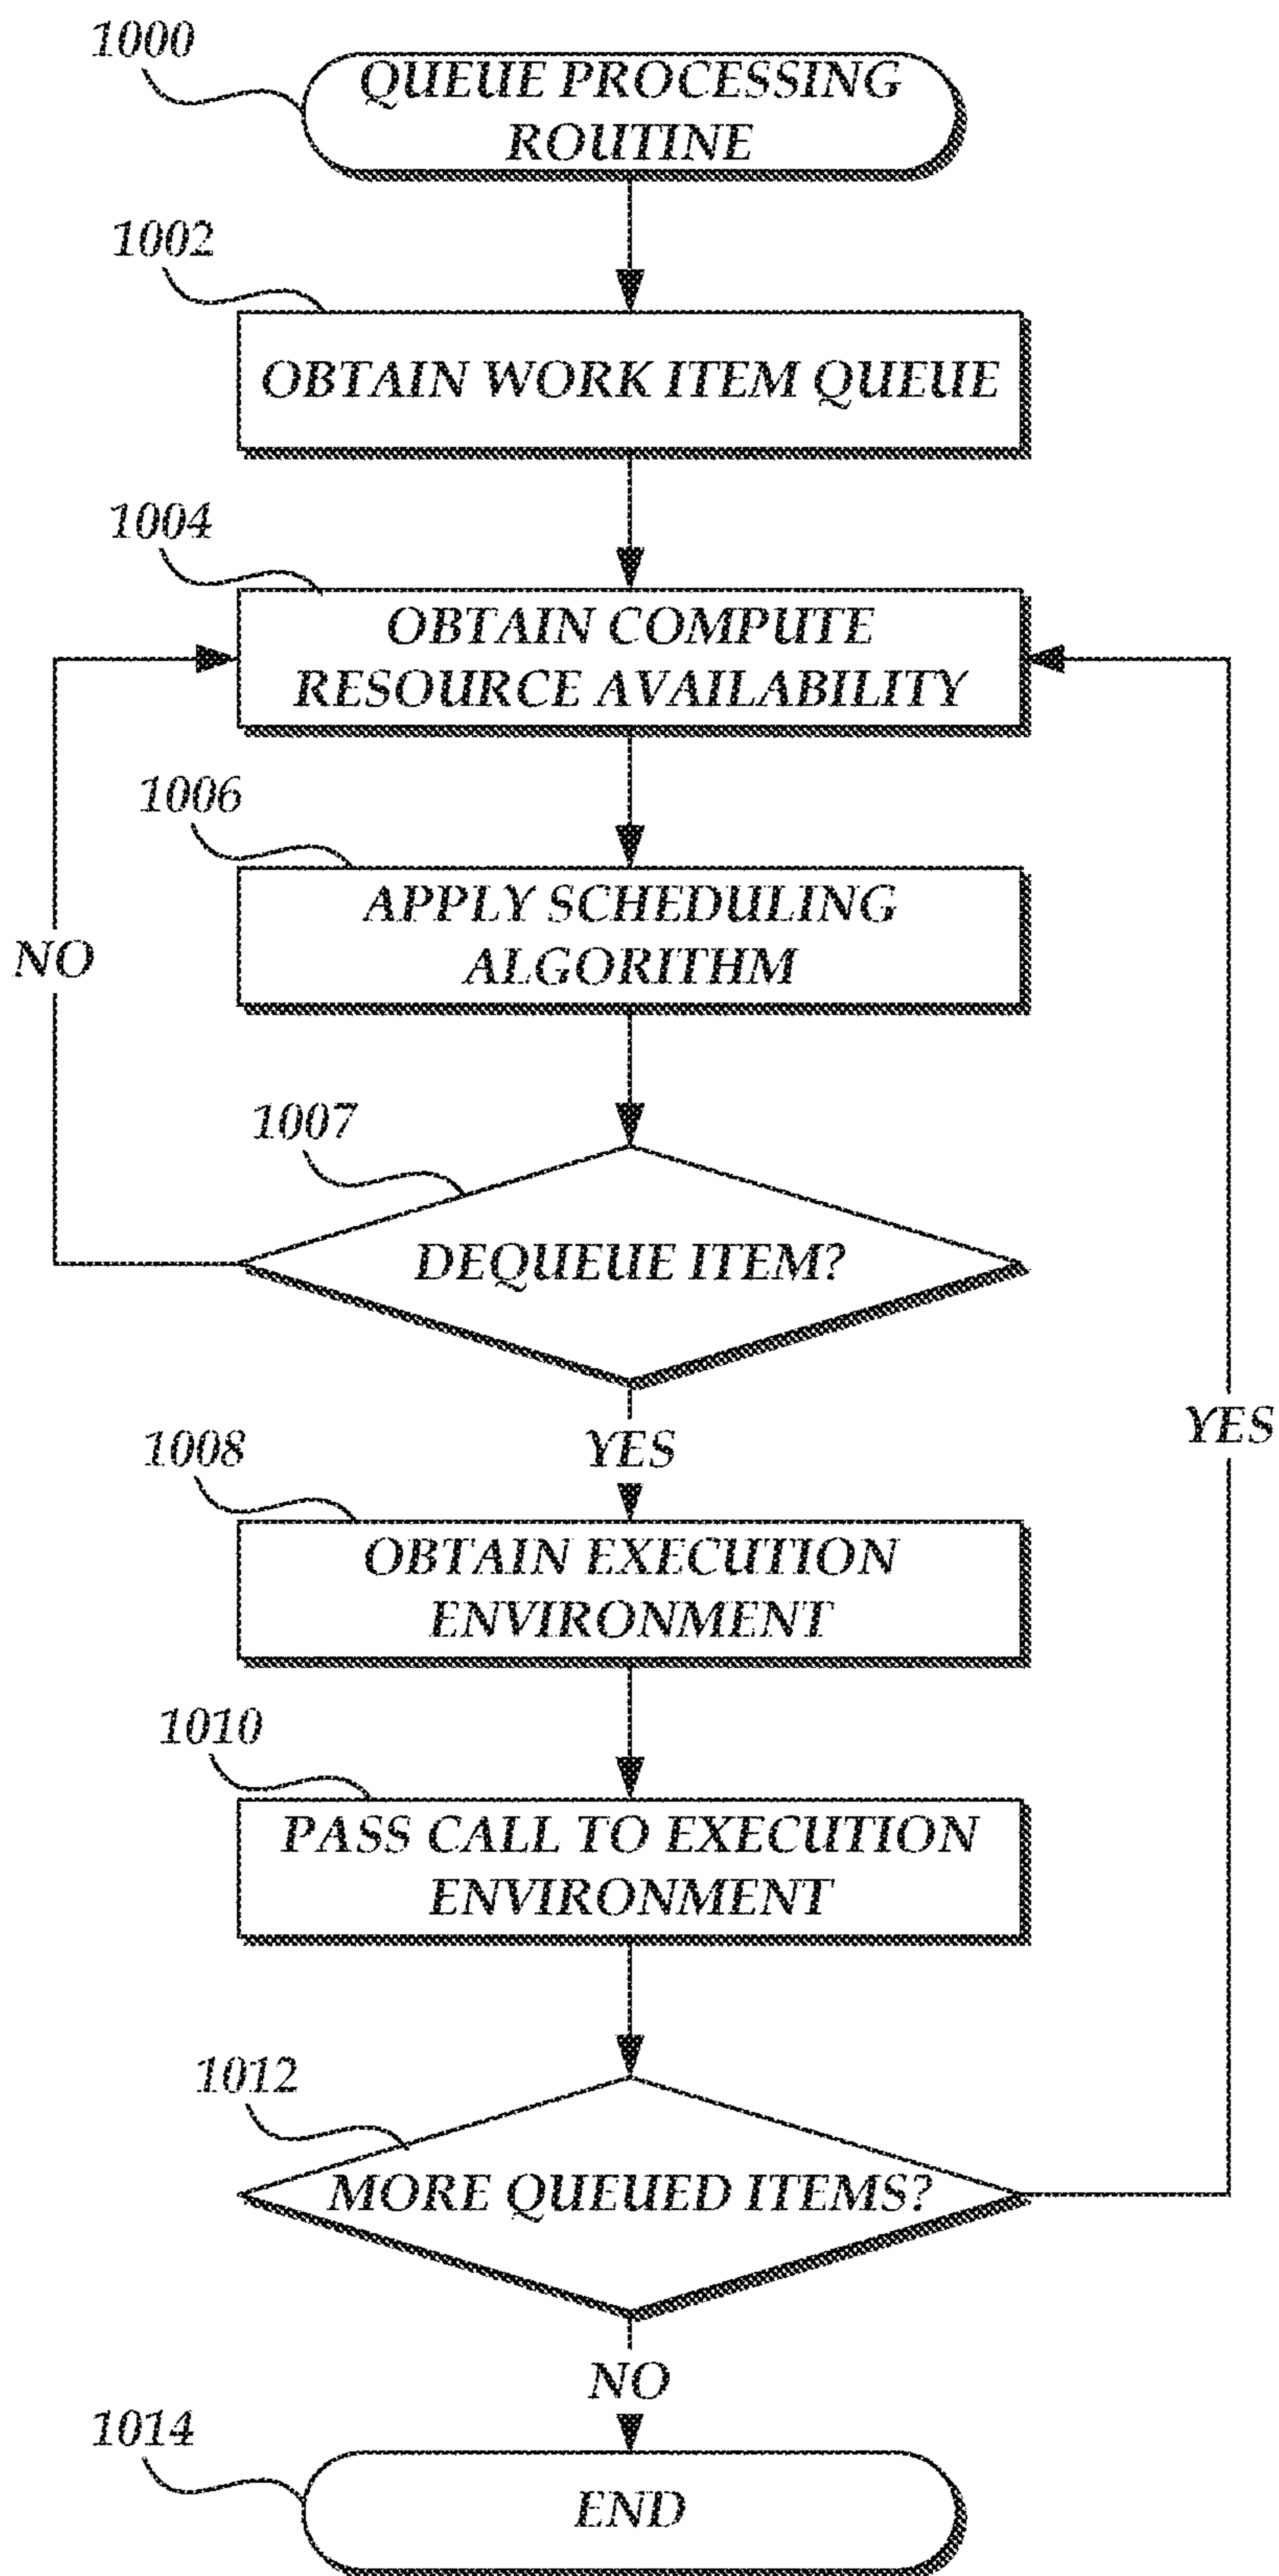 1000
QUEUE PROCESSING
ROUTINE
1002
OBTAIN WORK ITEM QUEUE
1004
OBTAIN COMPUTE
RESOURCE AVAILABILITY
1006
APPLY SCHEDULING
ALGORITHM
NO
1007
DEQUEUE ITEM?
YES
YES
1008
OBTAIN EXECUTION
ENVIRONMENT
1010
PASS CALL TO EXECUTION
ENVIRONMENT
1012
MORE QUEUED ITEMS?
NO
1014
END